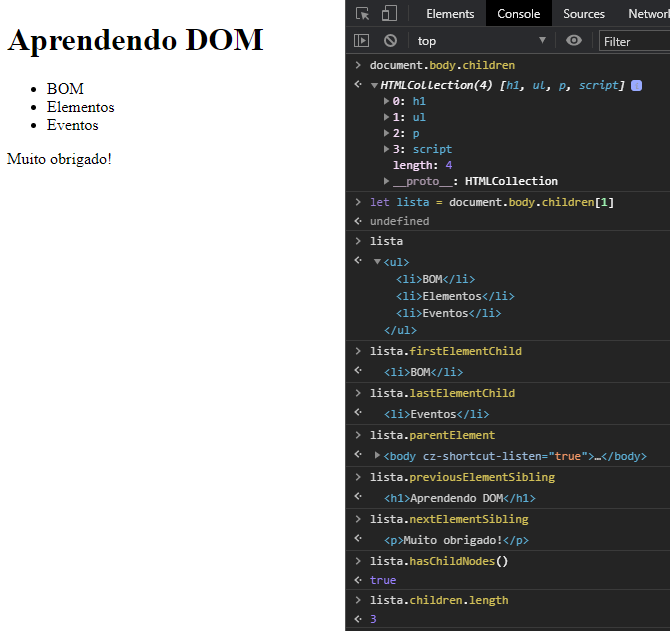 Aprendendo DOM
BOM
Elementos
Eventos
Muito obrigado!
Elements Console Sources Network
top Filter
document.body.children
HTMLCollection(4) [h1, ul, p, script] i
0: h1
1: ul
2: p
3: script
length: 4
__proto__: HTMLCollection
let lista = document.body.children[1]
undefined
lista
<ul>
<li>BOM</li>
<li>Elementos</li>
<li>Eventos</li>
</ul>
lista.firstElementChild
<li>BOM</li>
lista.lastElementChild
<li>Eventos</li>
lista.parentElement
<body cz-shortcut-listen="true">…</body>
lista.previousElementSibling
<h1>Aprendendo DOM</h1>
lista.nextElementSibling
<p>Muito obrigado!</p>
lista.hasChildNodes()
true
lista.children.length
3